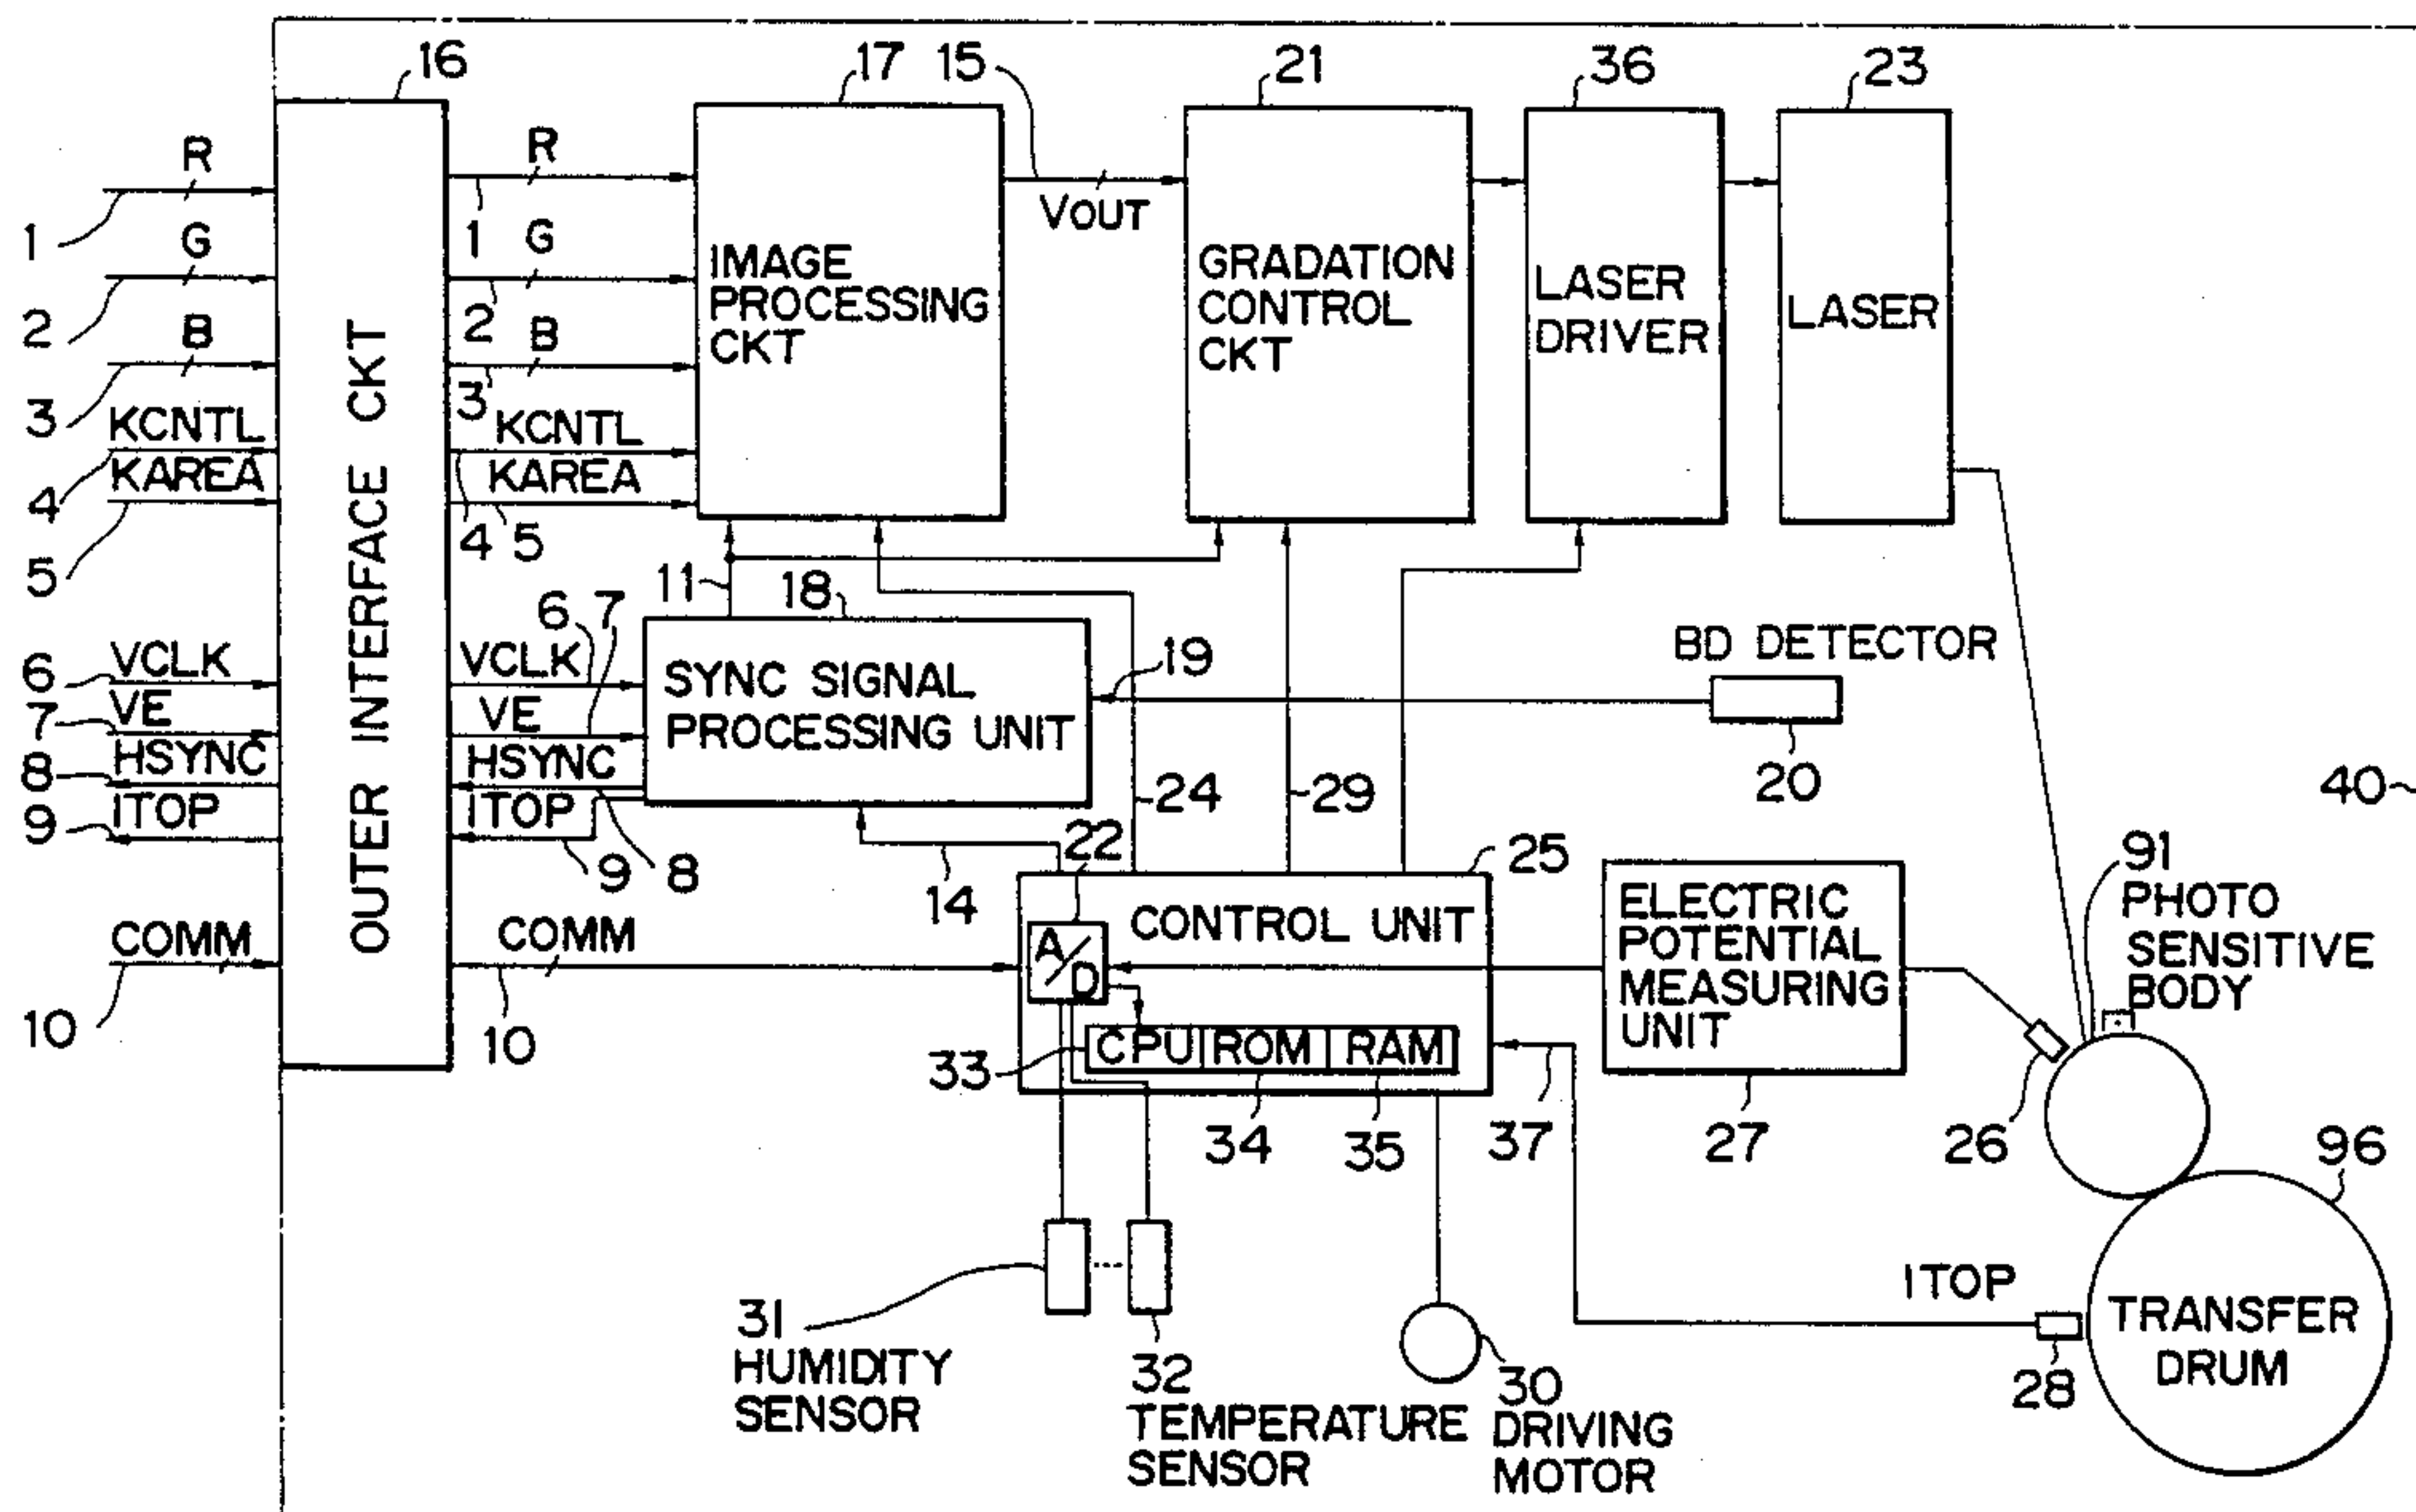 16
17
15
21
36
23
R
1
G
2
B
3
KCNTL
4
KAREA
5
VCLK
6
VE
7
HSYNC
8
ITOP
9
COMM
10
OUTER INTERFACE CKT
R
1
G
2
B
3
KCNTL
KAREA
4
5
IMAGE
PROCESSING
CKT
VOUT
GRADATION
CONTROL
CKT
LASER
DRIVER
LASER
11
18
6
7
VCLK
VE
HSYNC
ITOP
9
8
SYNC SIGNAL
PROCESSING UNIT
19
BD DETECTOR
20
24
29
40
14
22
25
COMM
10
A/D
CONTROL UNIT
33
CPU
ROM
RAM
34
35
37
ELECTRIC
POTENTIAL
MEASURING
UNIT
27
26
91
PHOTO
SENSITIVE
BODY
96
31
HUMIDITY
SENSOR
32
TEMPERATURE
SENSOR
30
DRIVING
MOTOR
ITOP
28
TRANSFER
DRUM